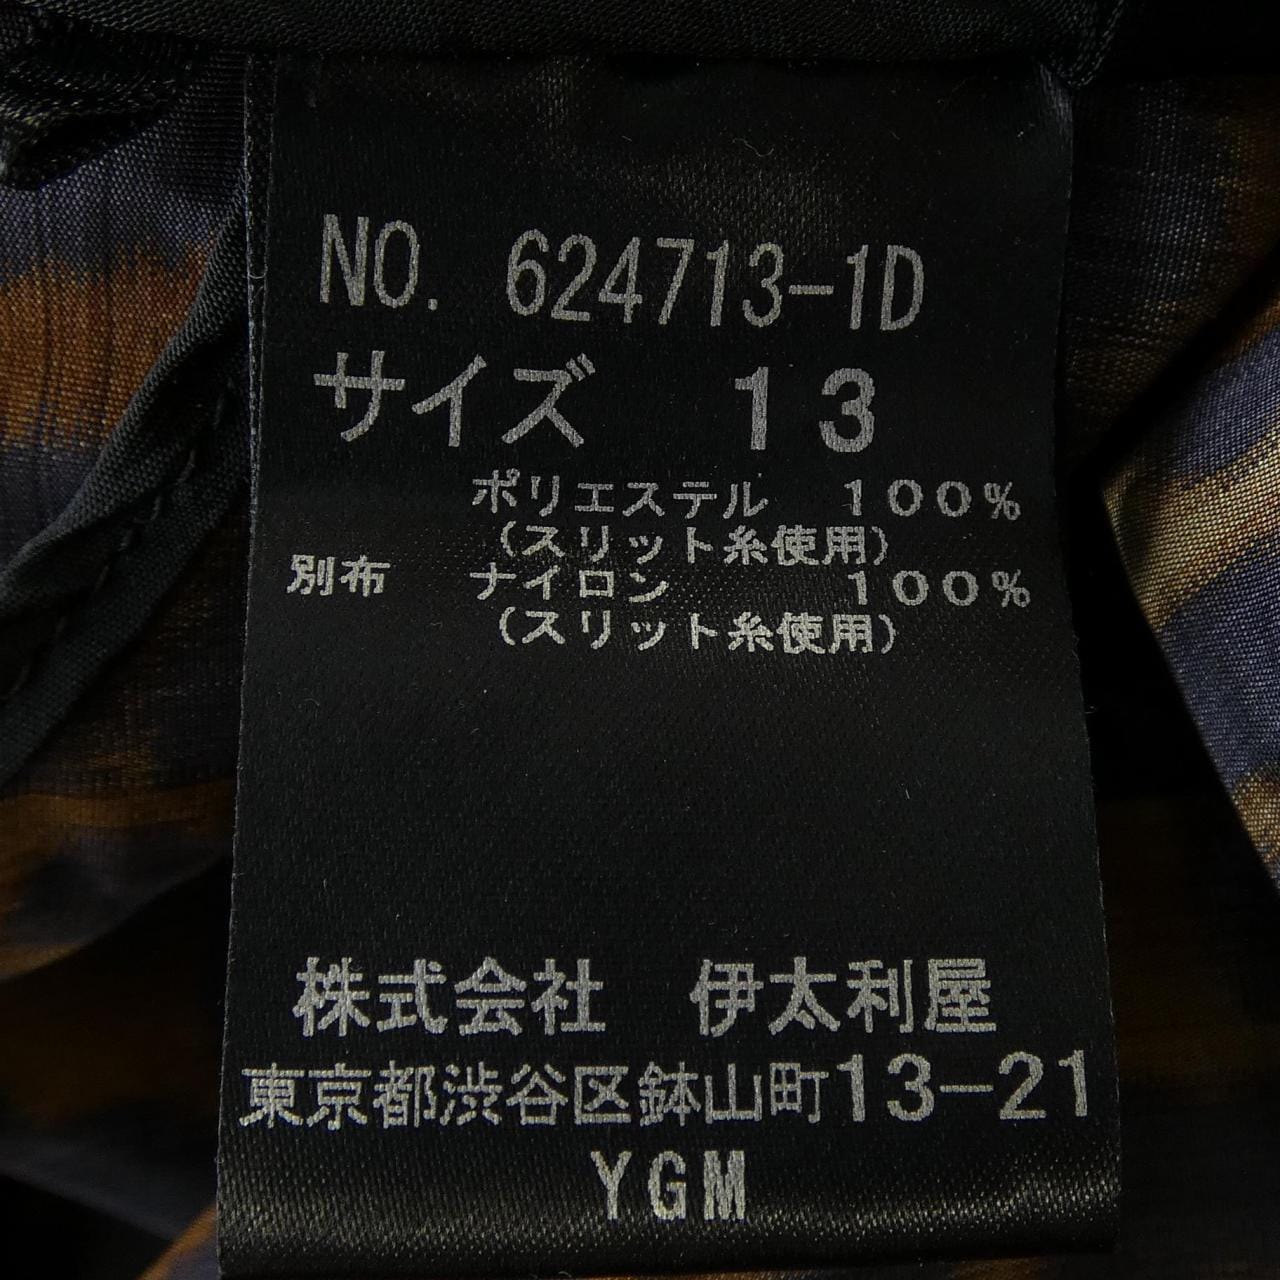 NO. 624713-1D
サイズ 13
ポリエステル 100%
(スリット糸使用)
別布 ナイロン 100%
(スリット糸使用)
株式会社 伊太利屋
東京都渋谷区鉢山町13-21
YGM